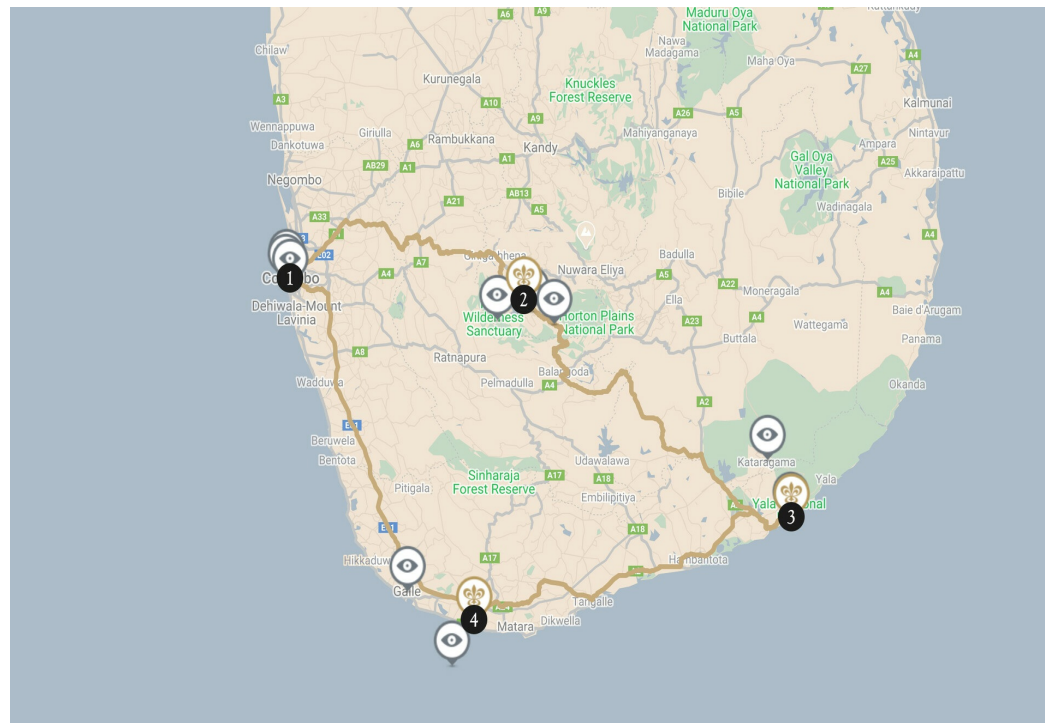 Maduru Oya
National Park
A6
A9
Nawa
Madagama
Chilaw
A4
Maha Oya
A27
Kurunegala
Knuckles
Forest Reserve
A3
A10
Kalmunai
A26
A5
A9
Wennappuwa
Giriulla
Mahiyanganaya
Nintavur
Rambukkana
A6
Dankotuwa
Kandy
Ampara
Gal Oya
Valley
National Park
A1
AB29
A1
A25
Akkaraipattu
Negombo
AB13
Bibile
A21
Wadinagala
A5
A33
A4
E02
Badulla
A4
A7
Nuwara Eliya
A5
A22
Moneragala
A4
Ella
Baie d'Arugam
Dehiwala-Mount
Lavinia
1
2
Wilderness
Sanctuary
Horton Plains
National Park
A4
Wattegama
A23
Buttala
Panama
A8
Ratnapura
Pelmadulla
A4
Okanda
Wadduwa
A2
Beruwela
Bentota
Udawalawa
Kataragama
Sinharaja
Forest Reserve
A17
A18
Yala
Pitigala
Embilipitiya
3
A18
A17
Hambantota
Galle
Tangalle
4
Matara
Dikwella